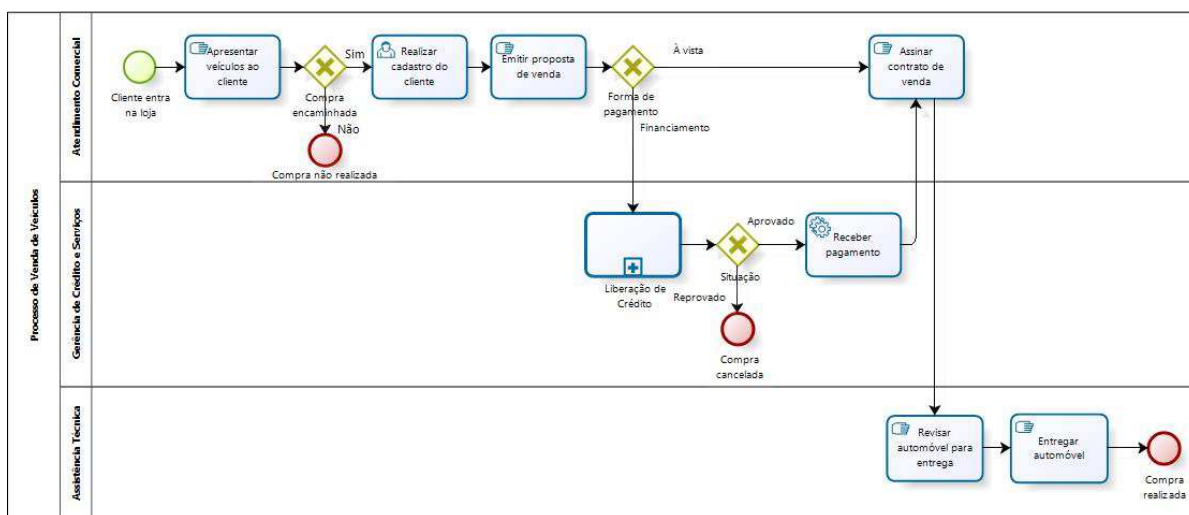 Processo de Venda de Veículos
Atendimento Comercial
Cliente entra
na loja
Apresentar
veículos ao
cliente
Compra
encaminhada
Sim
Não
Compra não realizada
Realizar
cadastro do
cliente
Emitir proposta
de venda
Forma de
pagamento
À vista
Financiamento
Assinar
contrato de
venda
Gerência de Crédito e Serviços
Liberação de
Crédito
Situação
Aprovado
Reprovado
Compra
cancelada
Receber
pagamento
Assistência Técnica
Revisar
automóvel para
entrega
Entregar
automóvel
Compra
realizada